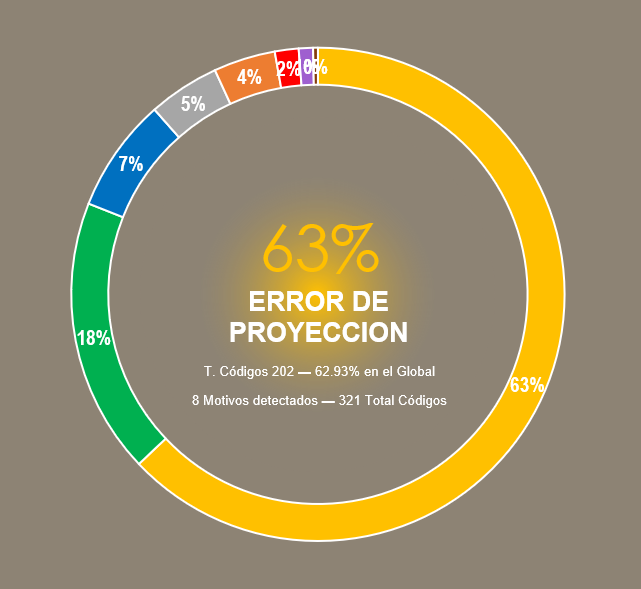 2%
4%
5%
7%
63%
ERROR DE
PROYECCION
18%
T. Códigos 202 — 62.93% en el Global
63%
8 Motivos detectados — 321 Total Códigos